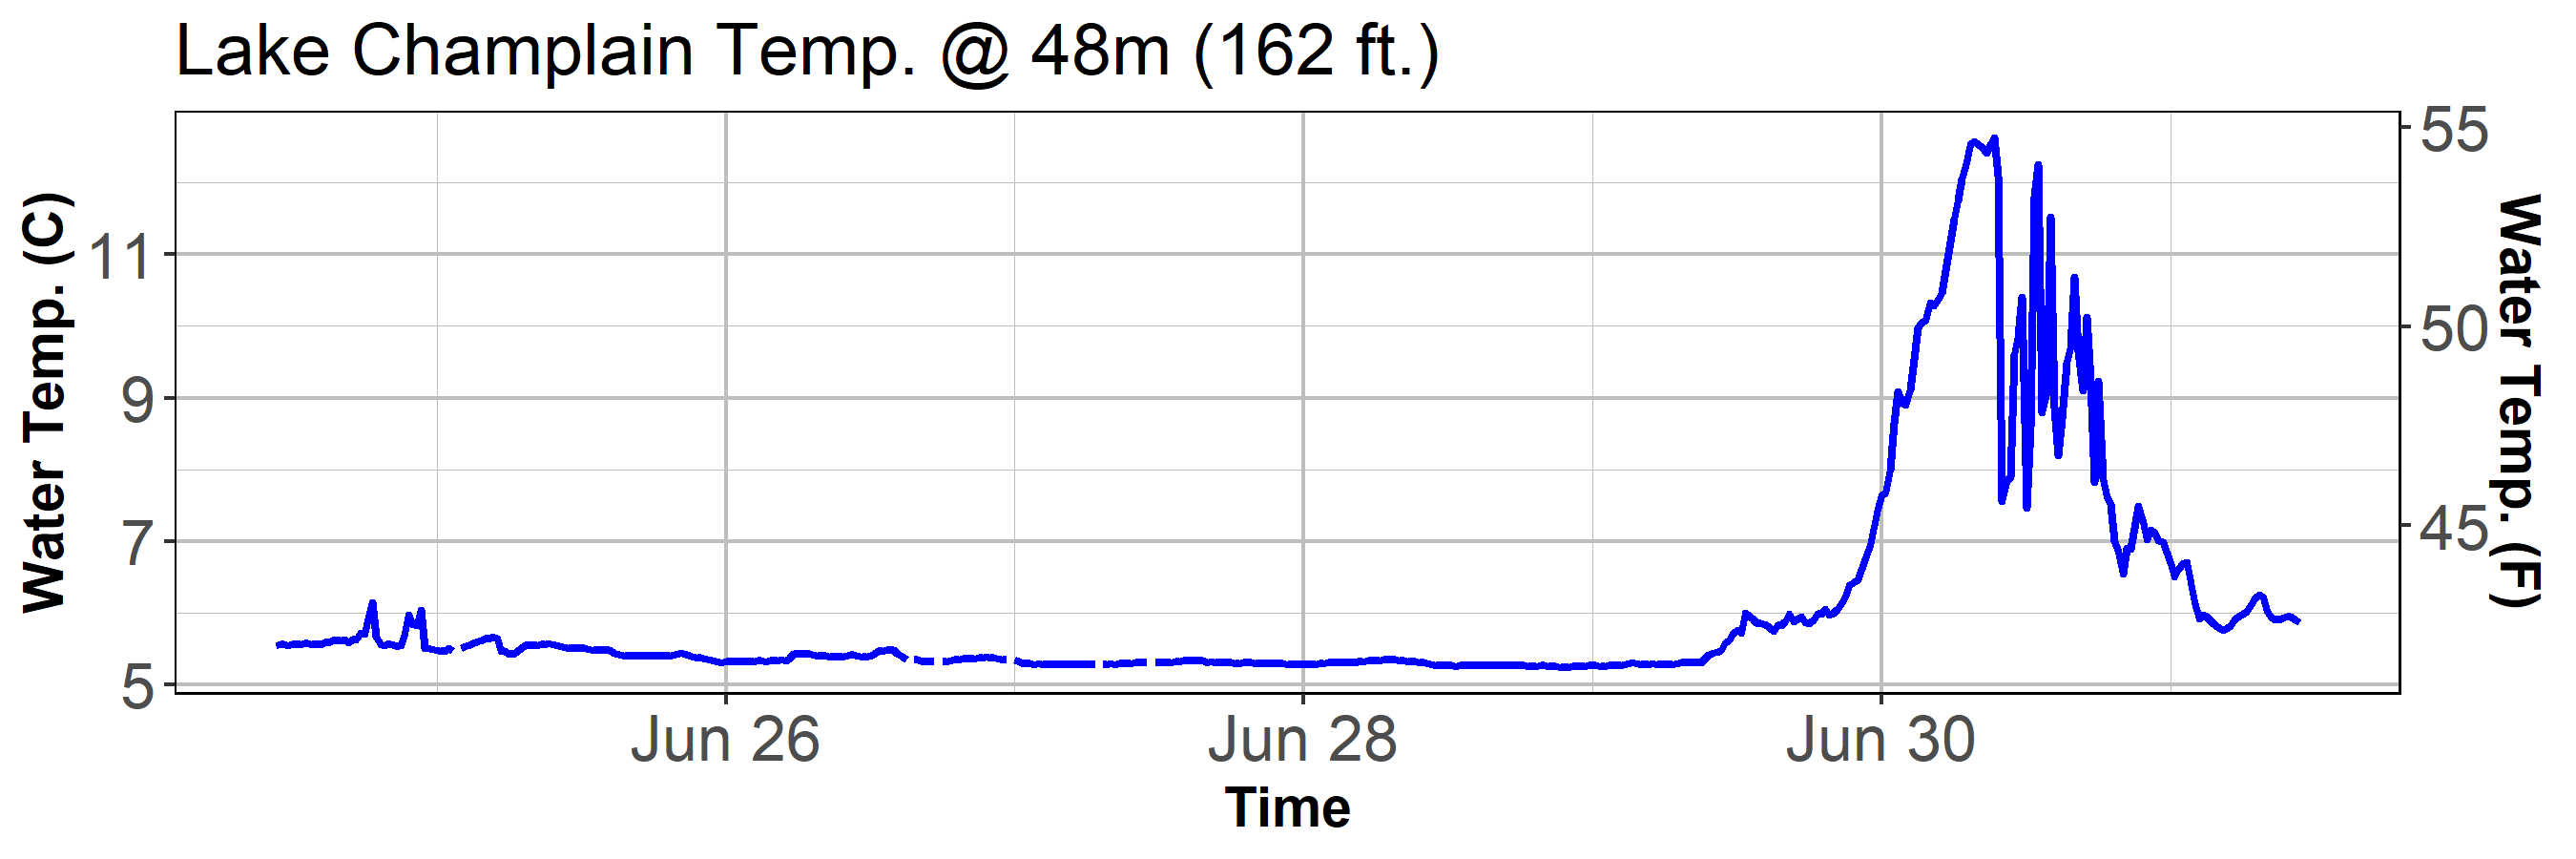 Lake Champlain Temp. @ 48m (162 ft.)
Water Temp. (C)
11
9
7
5
55
50
45
Water Temp. (F)
Jun 26
Jun 28
Jun 30
Time